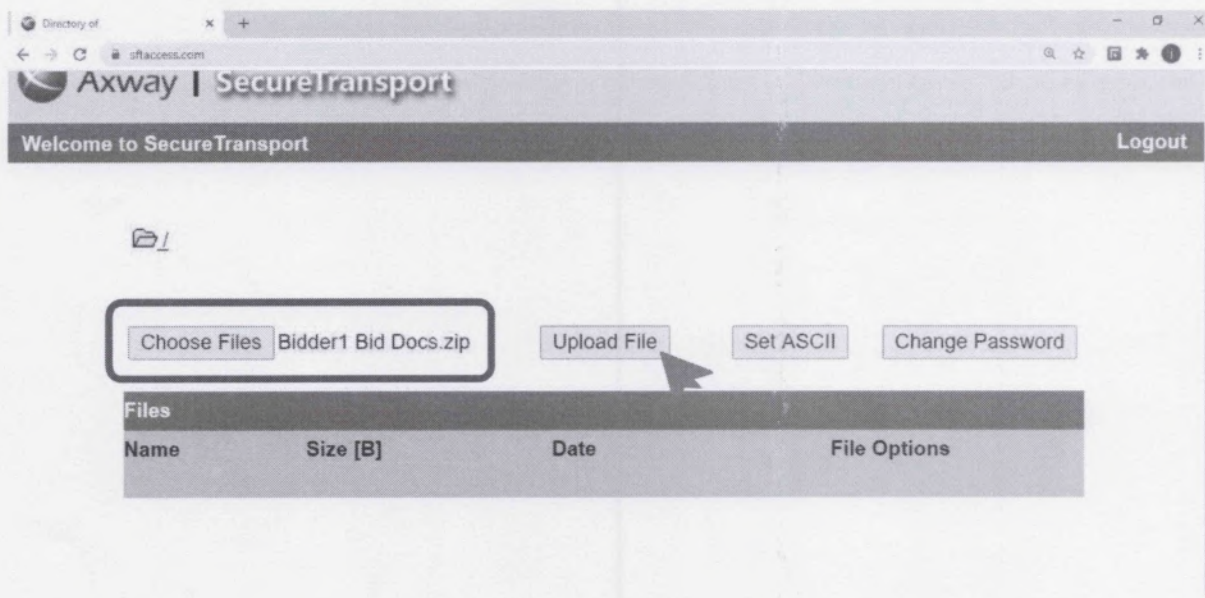 Directory of
sftaccess.com
Axway | SecureTransport
Welcome to SecureTransport Logout
/
Choose Files Bidder1 Bid Docs.zip Upload File Set ASCII Change Password
Files
Name Size [B] Date File Options